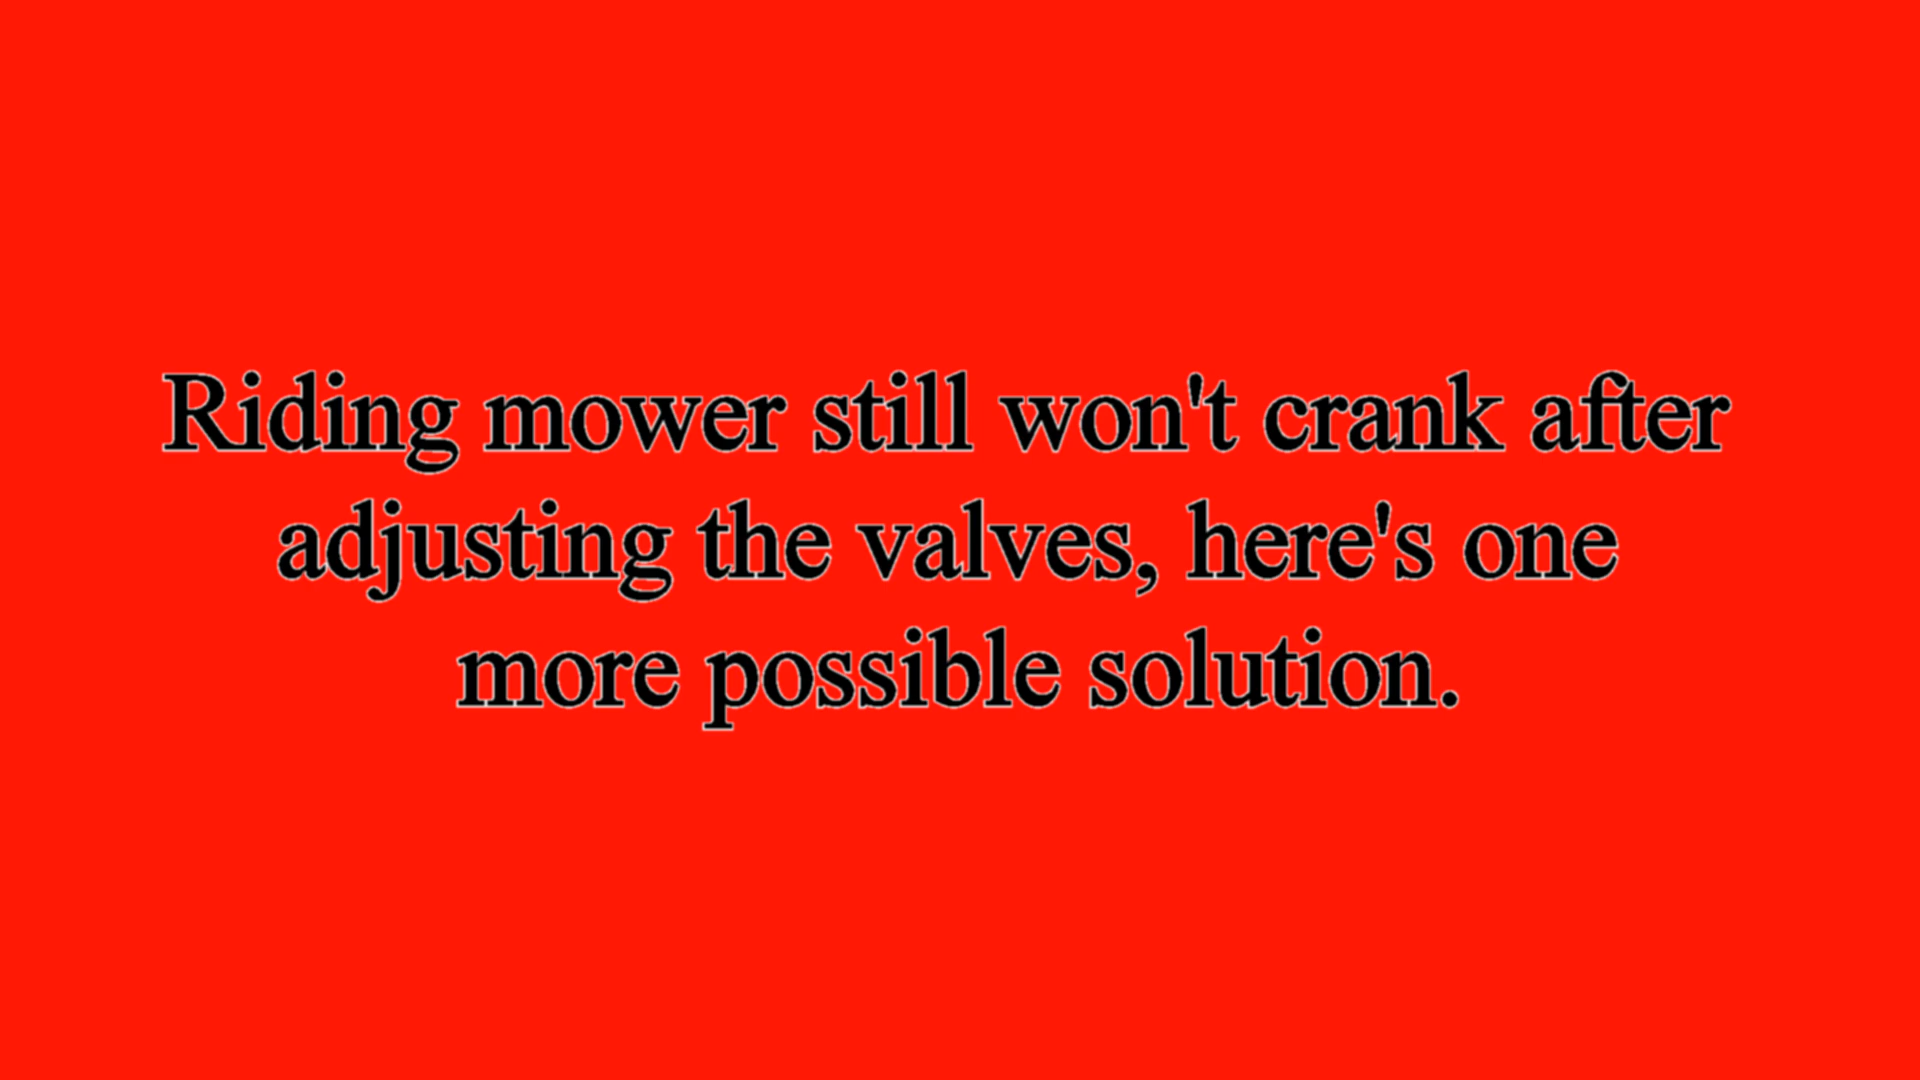 Riding mower still won't crank after
adjusting the valves, here's one
more possible solution.